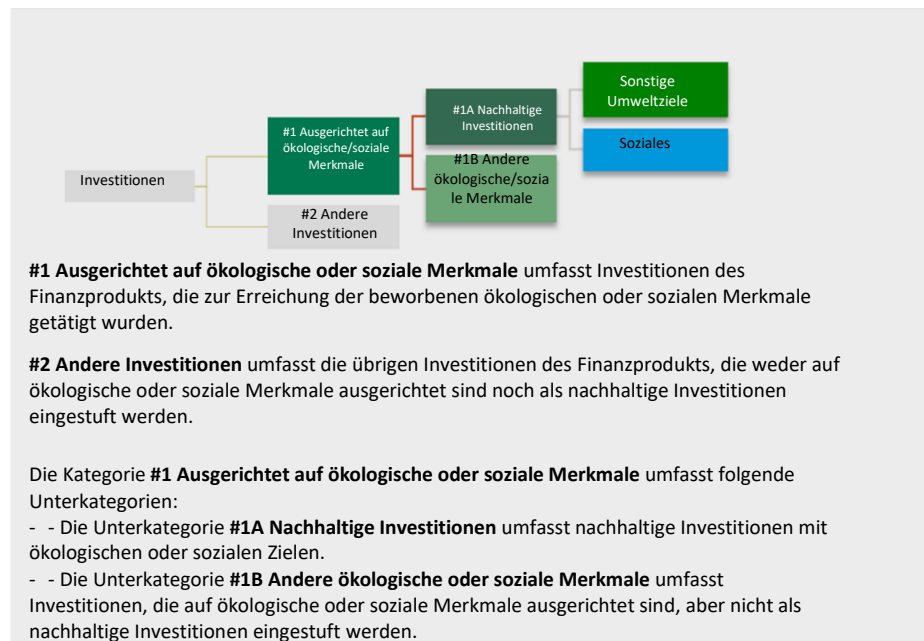 Sonstige
Umweltziele
#1A Nachhaltige
Investitionen
#1 Ausgerichtet auf
ökologische/soziale
Merkmale
Soziales
#1B Andere
ökologische/sozia
le Merkmale
Investitionen
#2 Andere
Investitionen
#1 Ausgerichtet auf ökologische oder soziale Merkmale umfasst Investitionen des
Finanzprodukts, die zur Erreichung der beworbenen ökologischen oder sozialen Merkmale
getätigt wurden.
#2 Andere Investitionen umfasst die übrigen Investitionen des Finanzprodukts, die weder auf
ökologische oder soziale Merkmale ausgerichtet sind noch als nachhaltige Investitionen
eingestuft werden.
Die Kategorie #1 Ausgerichtet auf ökologische oder soziale Merkmale umfasst folgende
Unterkategorien:
- - Die Unterkategorie #1A Nachhaltige Investitionen umfasst nachhaltige Investitionen mit
ökologischen oder sozialen Zielen.
- - Die Unterkategorie #1B Andere ökologische oder soziale Merkmale umfasst
Investitionen, die auf ökologische oder soziale Merkmale ausgerichtet sind, aber nicht als
nachhaltige Investitionen eingestuft werden.